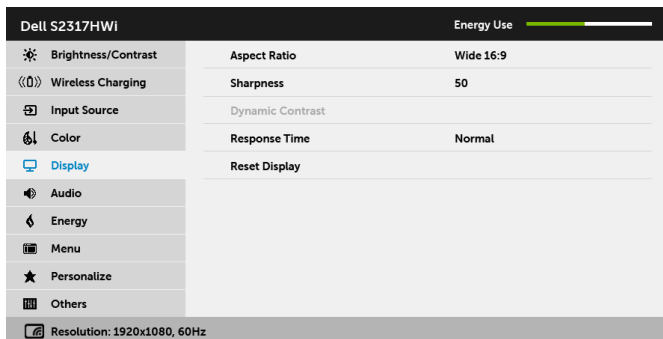 Dell S2317HWi Energy Use
Brightness/Contrast Aspect Ratio Wide 16:9
Wireless Charging Sharpness 50
Input Source Dynamic Contrast
Color Response Time Normal
Display Reset Display
Audio
Energy
Menu
Personalize
Others
Resolution: 1920x1080, 60Hz